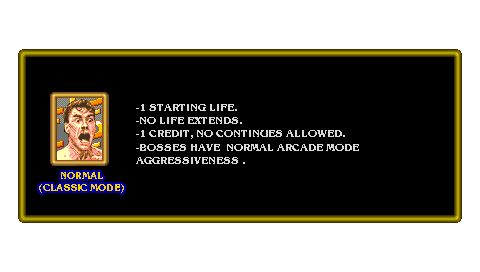 -1 STARTING LIFE.
-NO LIFE EXTENDS.
-1 CREDIT, NO CONTINUES ALLOWED.
-BOSSES HAVE  NORMAL ARCADE MODE
AGGRESSIVENESS .
NORMAL
(CLASSIC MODE)